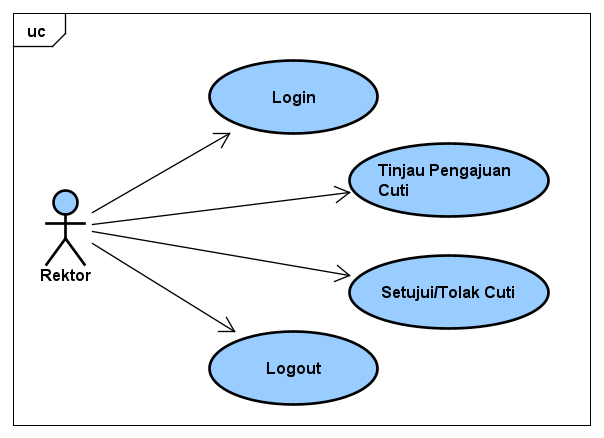 uc
Login
Tinjau Pengajuan
Cuti
Rektor
Setujui/Tolak Cuti
Logout